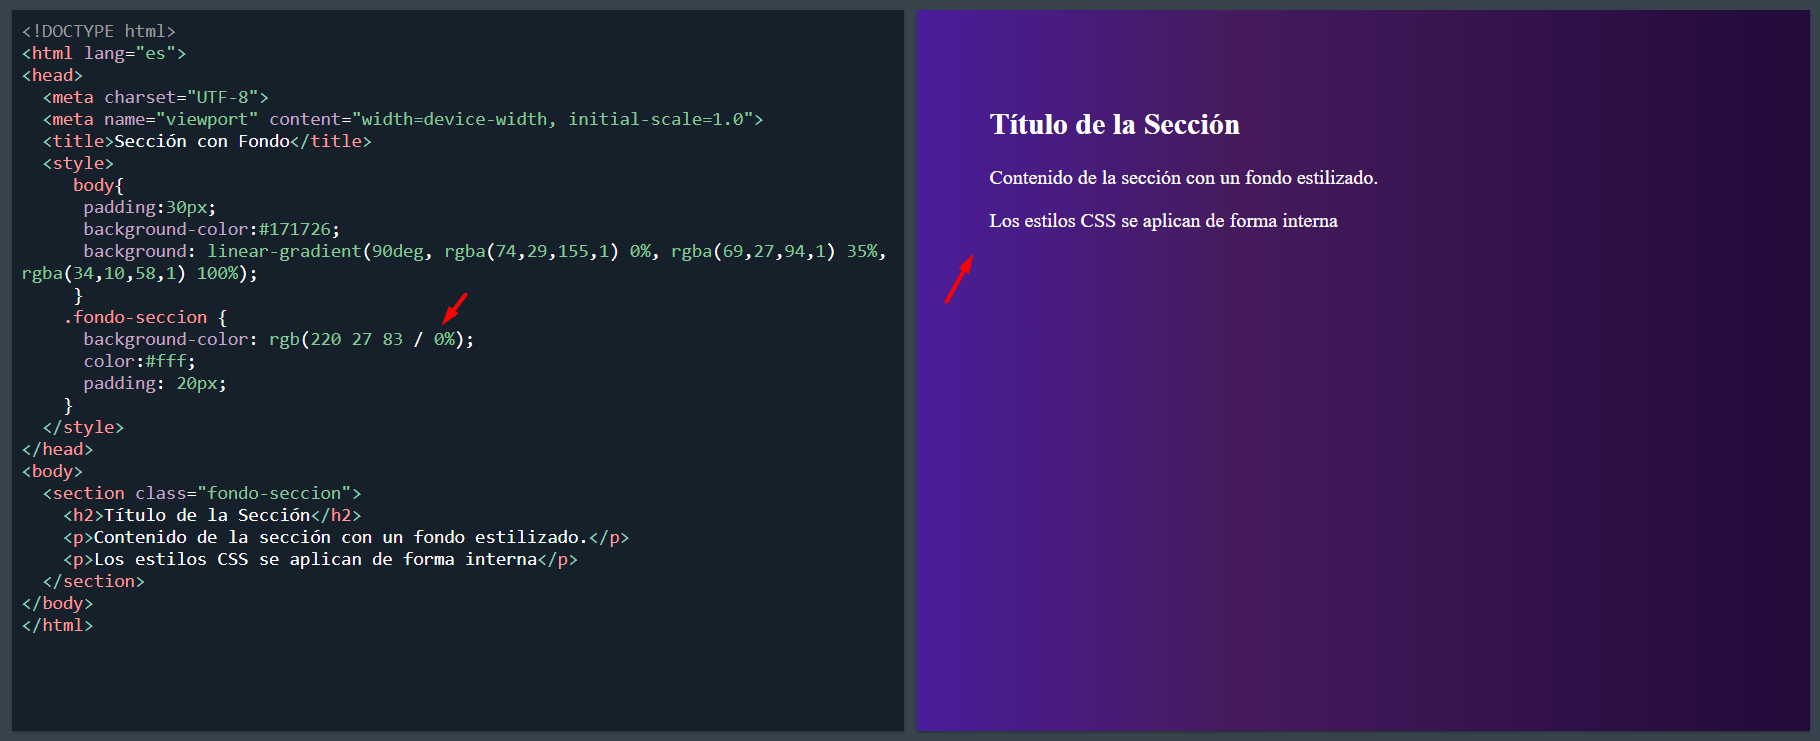 <!DOCTYPE html>
<html lang="es">
<head>
  <meta charset="UTF-8">
  <meta name="viewport" content="width=device-width, initial-scale=1.0">
  <title>Sección con Fondo</title>
  <style>
     body{
      padding:30px;
      background-color:#171726;
      background: linear-gradient(90deg, rgba(74,29,155,1) 0%, rgba(69,27,94,1) 35%,
rgba(34,10,58,1) 100%);
     }
    .fondo-seccion {
      background-color: rgb(220 27 83 / 0%);
      color:#fff;
      padding: 20px;
    }
  </style>
</head>
<body>
  <section class="fondo-seccion">
    <h2>Título de la Sección</h2>
    <p>Contenido de la sección con un fondo estilizado.</p>
    <p>Los estilos CSS se aplican de forma interna</p>
  </section>
</body>
</html>
Título de la Sección
Contenido de la sección con un fondo estilizado.
Los estilos CSS se aplican de forma interna